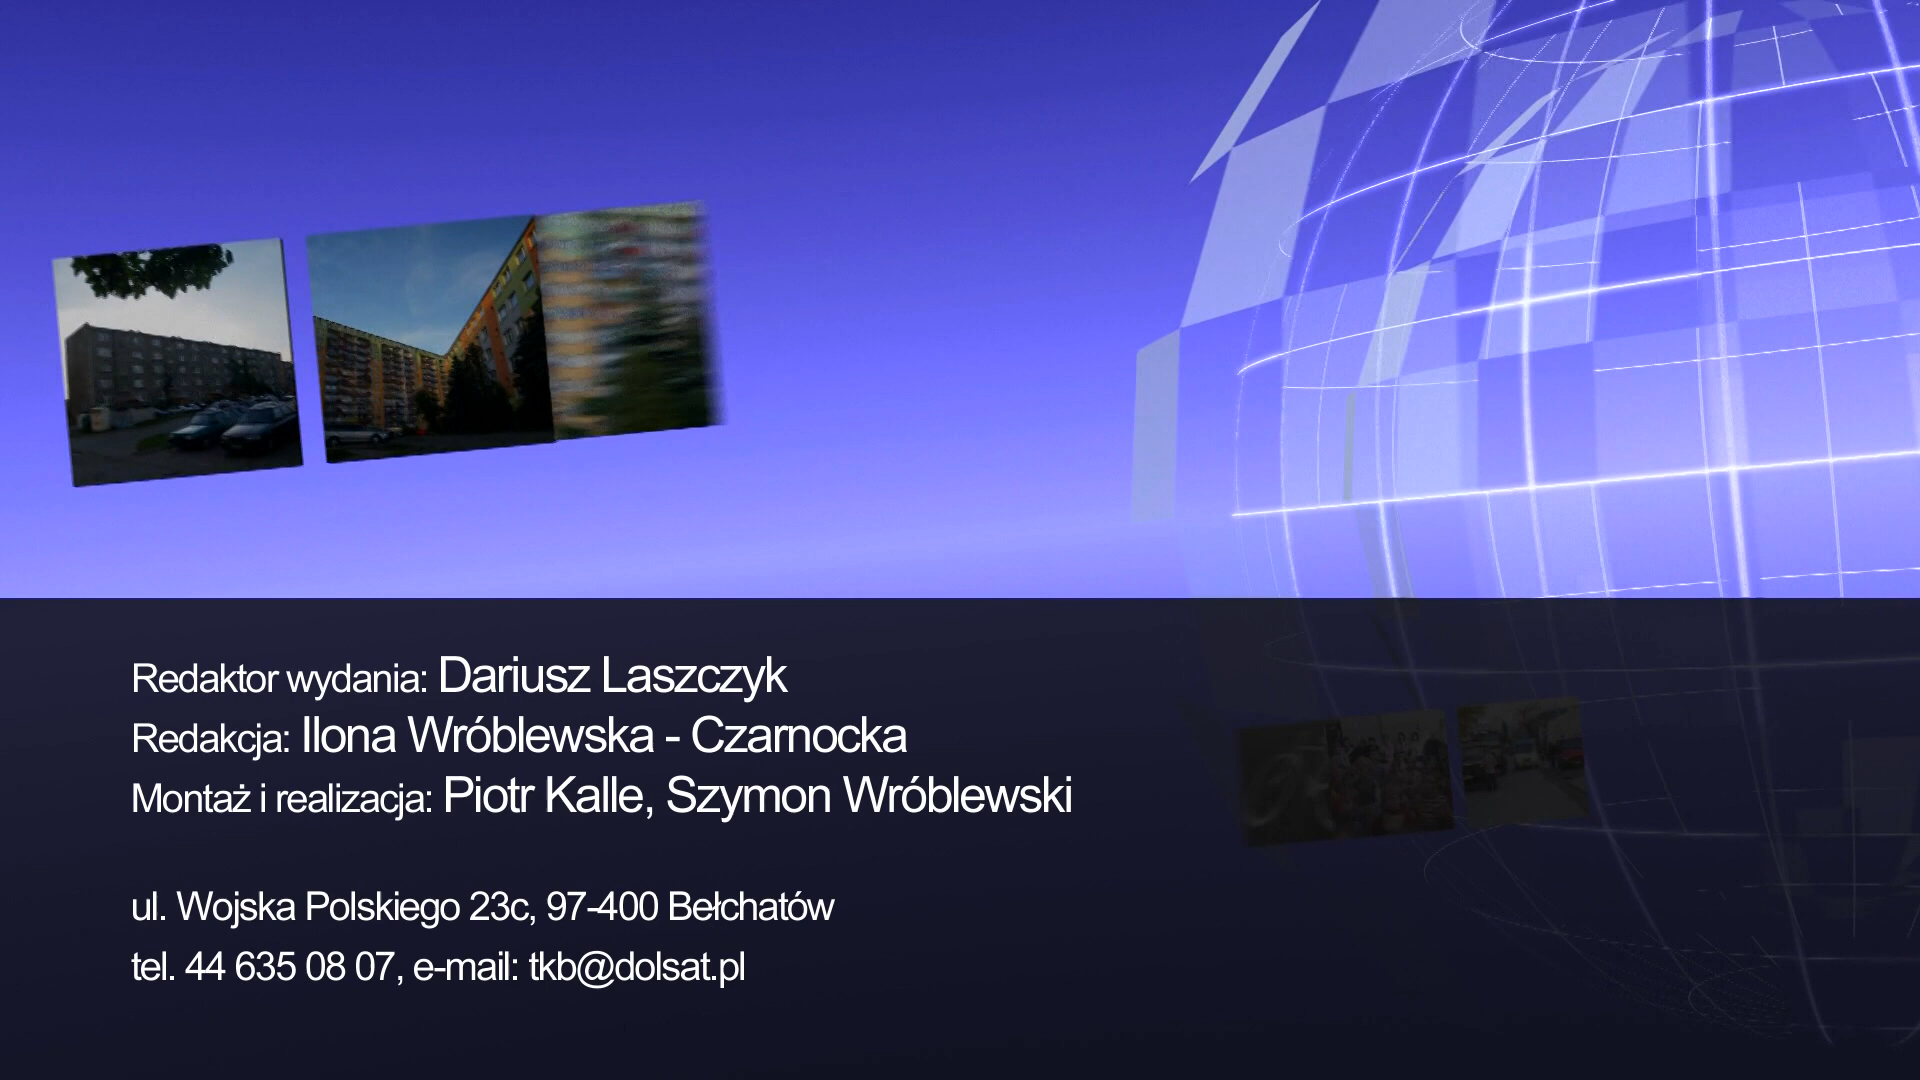 Redaktor wydania: Dariusz Laszczyk
Redakcja: Ilona Wróblewska - Czarnocka
Montaż i realizacja: Piotr Kalle, Szymon Wróblewski
ul. Wojska Polskiego 23c, 97-400 Bełchatów
tel. 44 635 08 07, e-mail: tkb@dolsat.pl